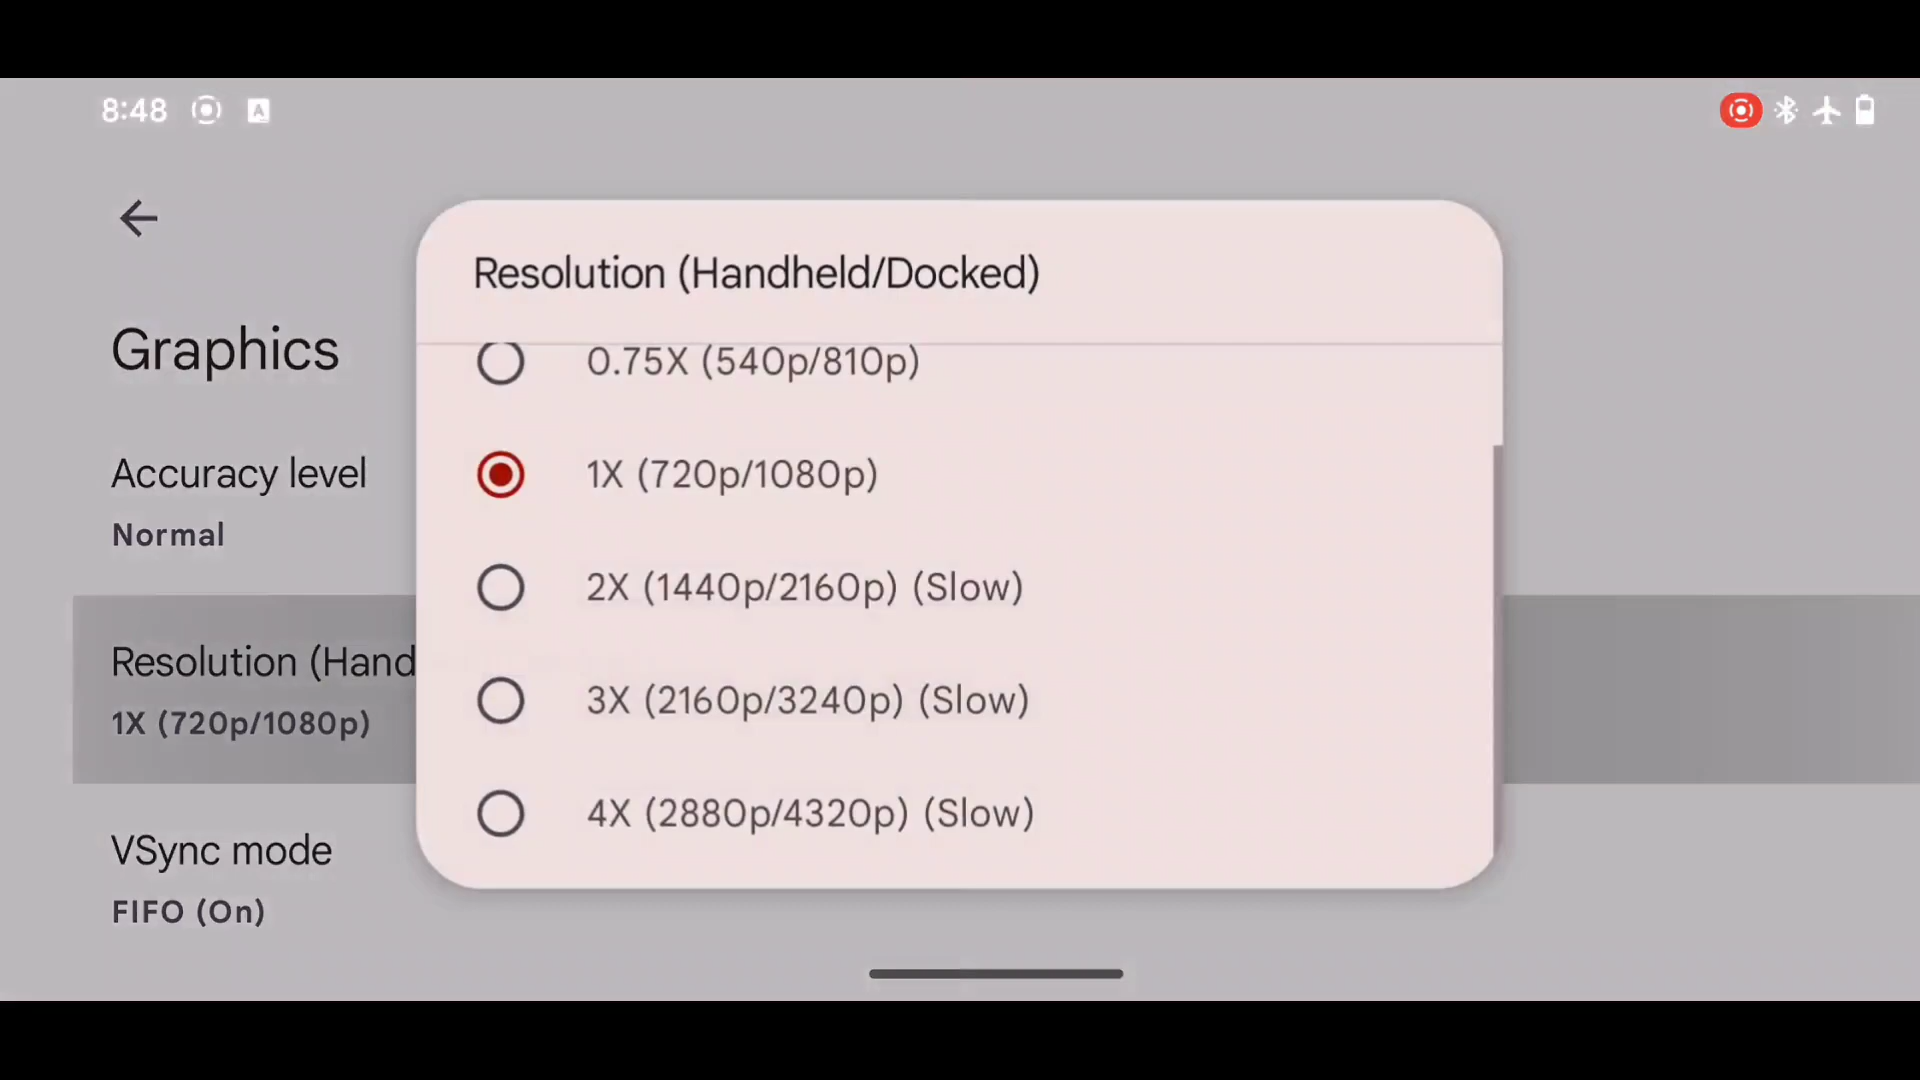 8:48
A
Resolution (Handheld/Docked)
0.75X (540p/810p)
1X (720p/1080p)
2X (1440p/2160p) (Slow)
3X (2160p/3240p) (Slow)
4X (2880p/4320p) (Slow)
Graphics
Accuracy level
Normal
Resolution (Hand
1X (720p/1080p)
VSync mode
FIFO (On)